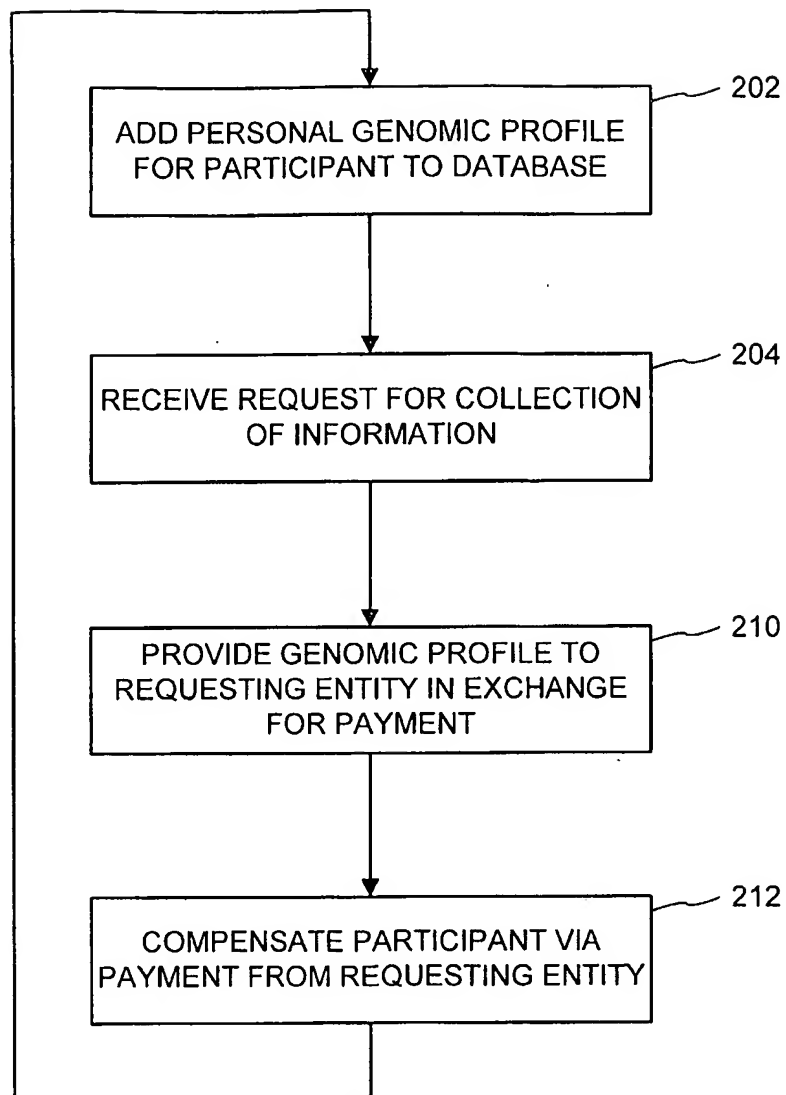 202
ADD PERSONAL GENOMIC PROFILE
FOR PARTICIPANT TO DATABASE
204
RECEIVE REQUEST FOR COLLECTION
OF INFORMATION
210
PROVIDE GENOMIC PROFILE TO
REQUESTING ENTITY IN EXCHANGE
FOR PAYMENT
212
COMPENSATE PARTICIPANT VIA
PAYMENT FROM REQUESTING ENTITY